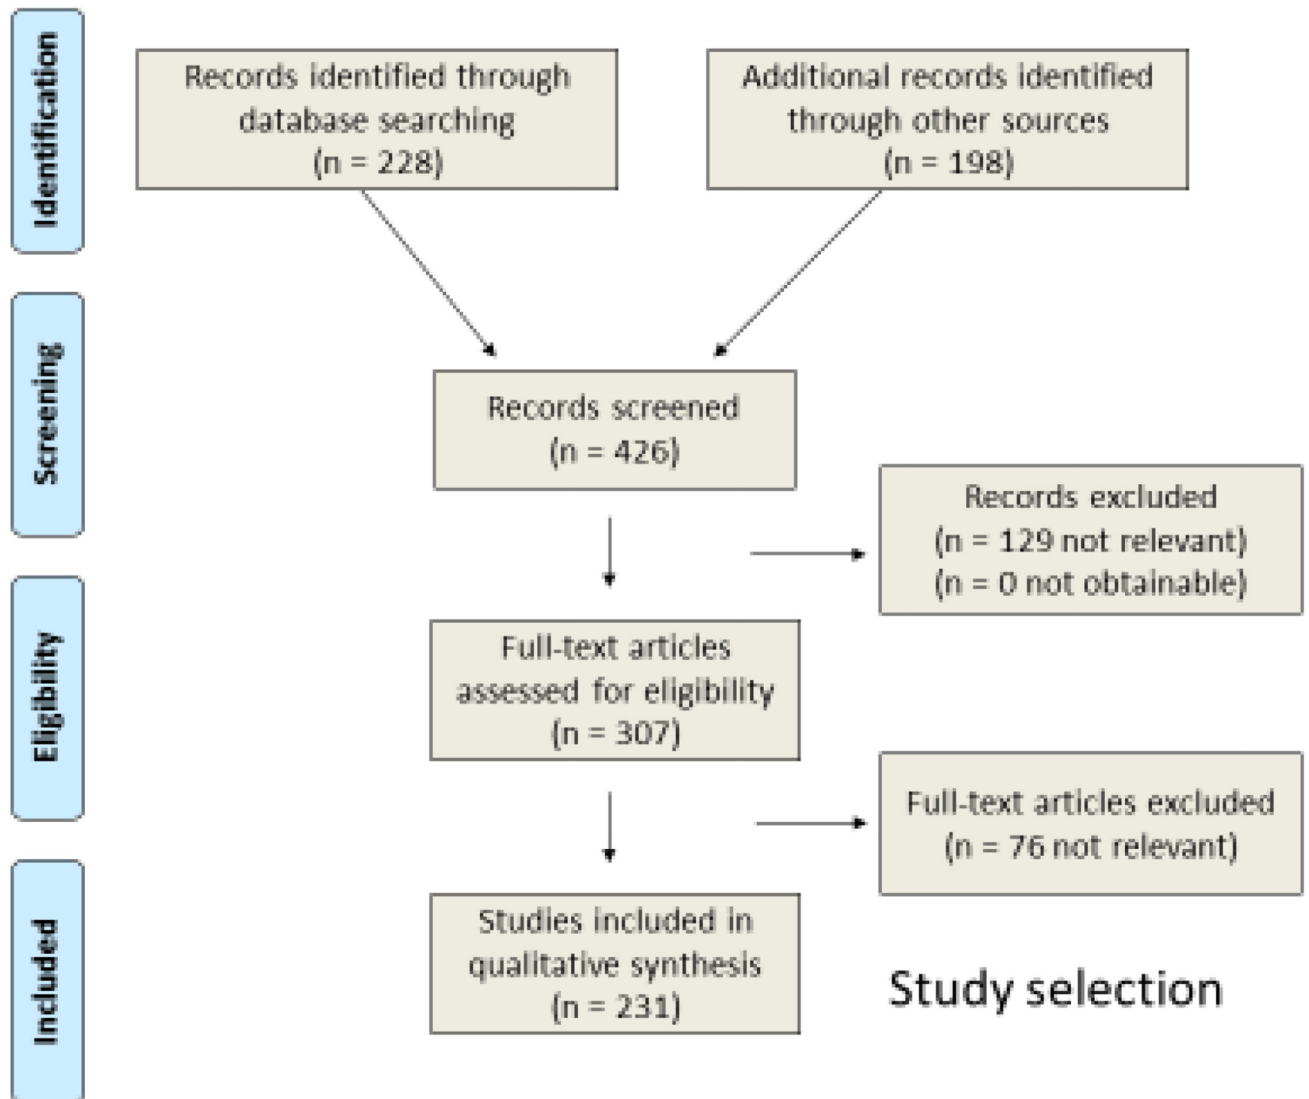 Identification
Records identified through
database searching
(n = 228)
Additional records identified
through other sources
(n = 198)
Screening
Records screened
(n = 426)
Records excluded
(n = 129 not relevant)
(n = 0 not obtainable)
Eligibility
Full-text articles
assessed for eligibility
(n = 307)
Full-text articles excluded
(n = 76 not relevant)
Included
Studies included in
qualitative synthesis
(n = 231)
Study selection